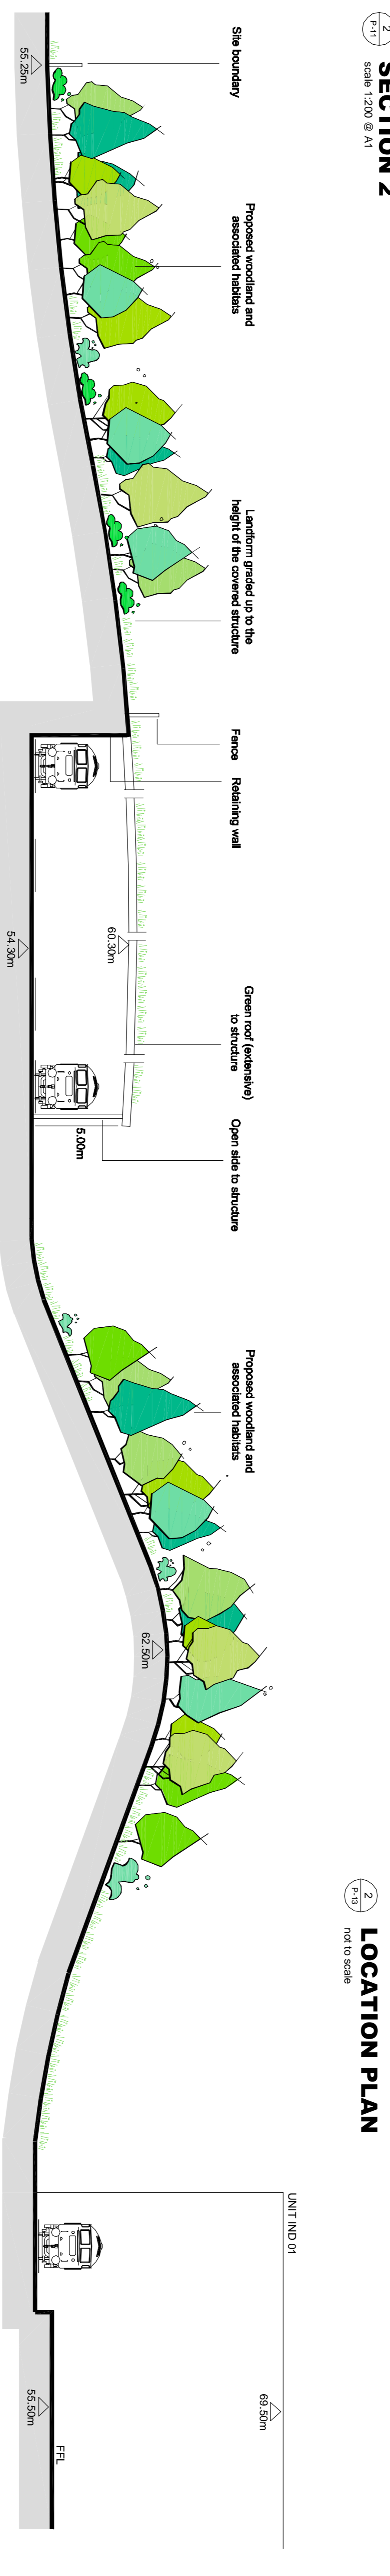 2
P-11
SECTION 2
scale 1:200 @ A1
Site boundary
Proposed woodland and
associated habitats
Landform graded up to the
height of the covered structure
Fence
Retaining wall
Green roof (extensive)
to structure
Open side to structure
Proposed woodland and
associated habitats
55.25m
54.30m
60.30m
5.00m
62.50m
2
P-13
LOCATION PLAN
not to scale
UNIT IND 01
69.50m
55.50m
FFL